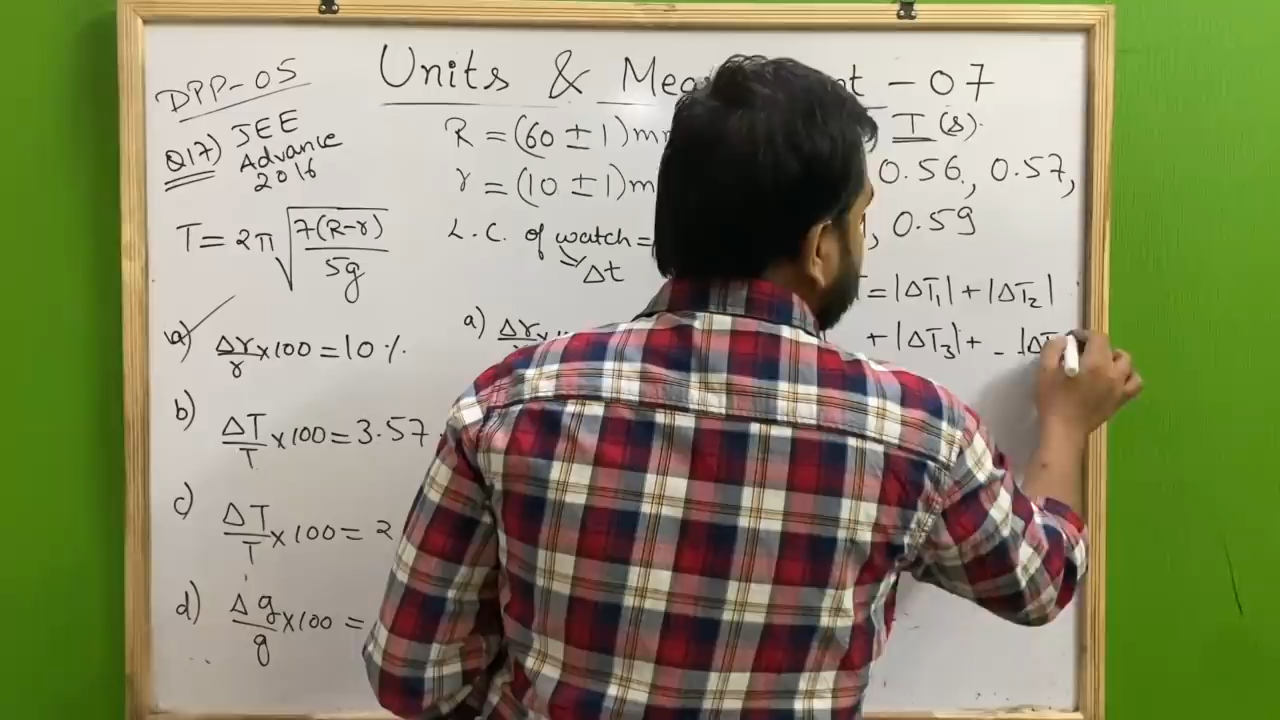 DPP-05
Units & Mea nt - 07
Q17) JEE
Advance
2016
R = (60 ± 1) m
r = (10 ± 1) m
L.C. of watch =
Δt
T (s).
0.56, 0.57,
, 0.59
T = 2π √(7(R-r)/5g)
= |ΔT₁| + |ΔT₂|
+ |ΔT₃| + - |ΔT
a) Δr/r × 100 = 10 %.
a) Δr
b) ΔT/T × 100 = 3.57
c) ΔT/T × 100 = 2
d) Δg/g × 100 =